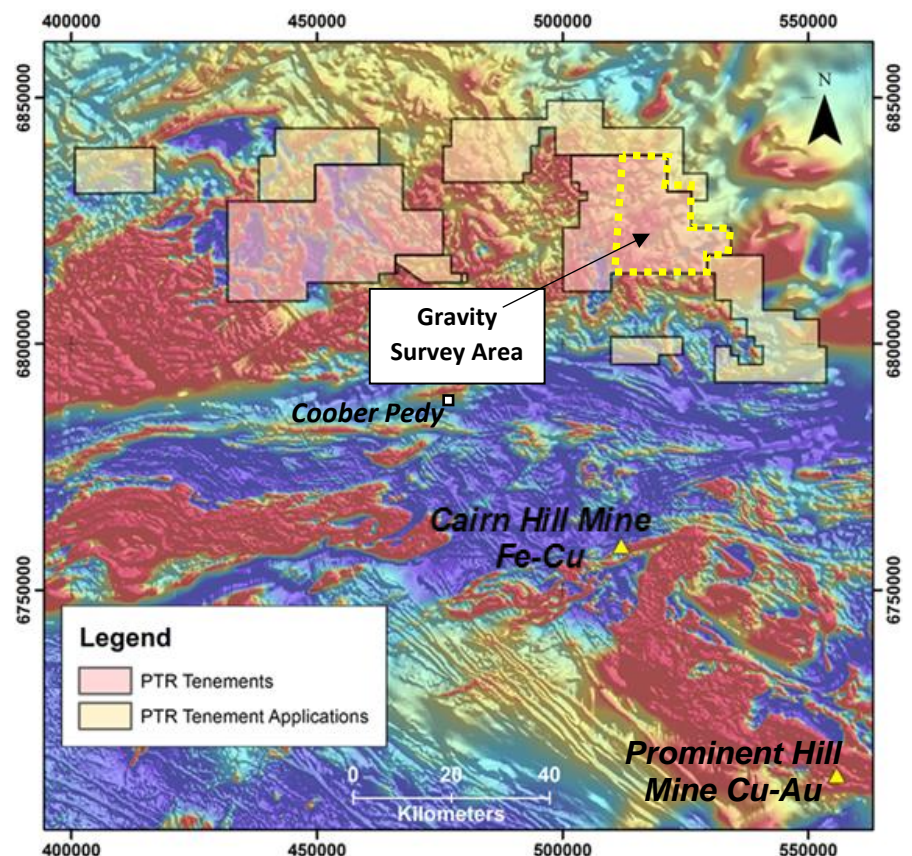 400000 450000 500000 550000
6850000 6850000
N
Gravity
Survey Area
6800000 6800000
Coober Pedy
Cairn Hill Mine
Fe-Cu
6750000 6750000
Legend
PTR Tenements
PTR Tenement Applications
Prominent Hill
Mine Cu-Au
0 20 40
Kilometers
400000 450000 500000 550000